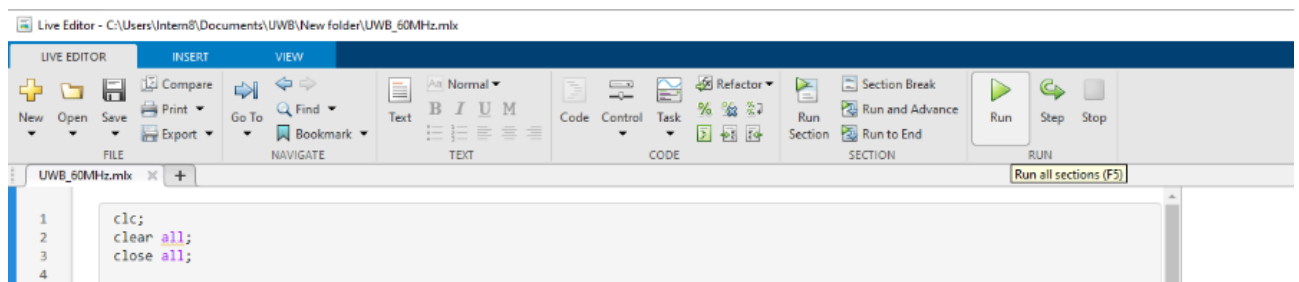 Live Editor - C:\Users\Intern8\Documents\UWB\New folder\UWB_60MHz.mlx
LIVE EDITOR INSERT VIEW
New Open Save Compare Print Export Go To Find Bookmark Text Normal B I U M Code Control Task Refactor Run Section Section Break Run and Advance Run to End Run Step Stop
FILE NAVIGATE TEXT CODE SECTION RUN
UWB_60MHz.mlx Run all sections (F5)
1 clc;
2 clear all;
3 close all;
4